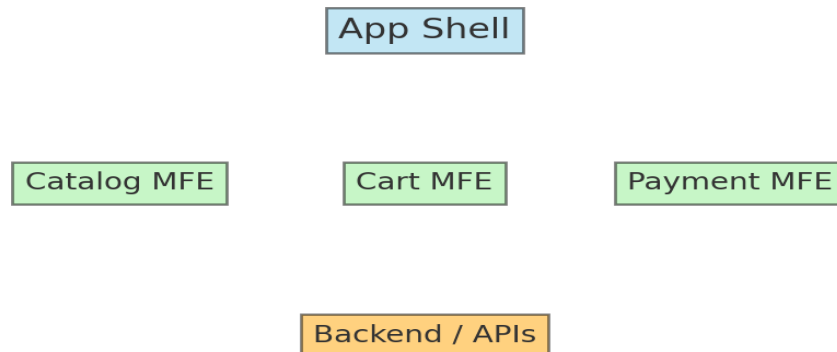 App Shell
Catalog MFE
Cart MFE
Payment MFE
Backend / APIs